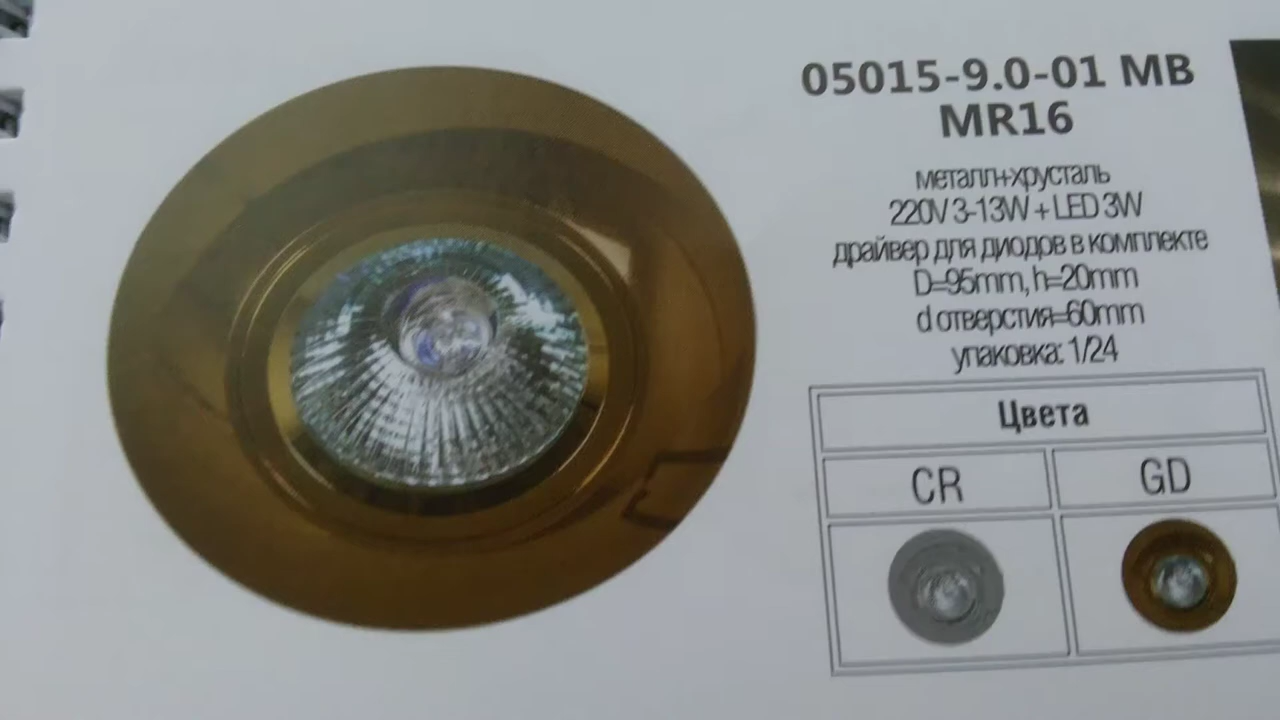 05015-9.0-01 MB
MR16
металл+хрусталь
220V 3-13W + LED 3W
драйвер для диодов в комплекте
D=95mm, h=20mm
d отверстия=60mm
упаковка: 1/24
Цвета
CR
GD